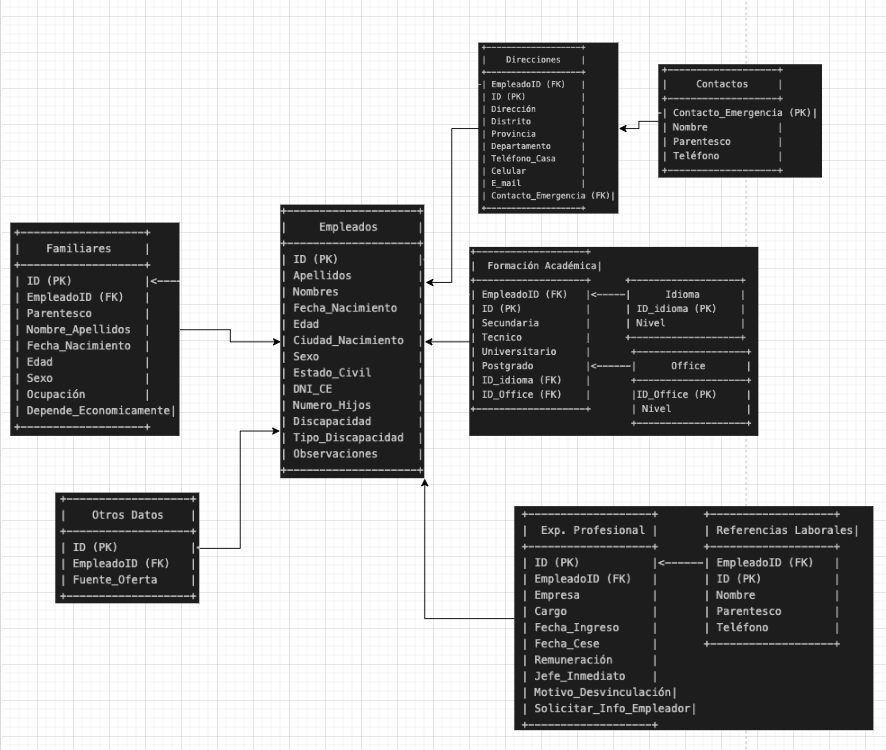 Direcciones
EmpleadoID (FK)
ID (PK)
Dirección
Distrito
Provincia
Departamento
Teléfono_Casa
Celular
E_mail
Contacto_Emergencia (FK)
Contactos
Contacto_Emergencia (PK)
Nombre
Parentesco
Teléfono
Familiares
ID (PK)
EmpleadoID (FK)
Parentesco
Nombre_Apellidos
Fecha_Nacimiento
Edad
Sexo
Ocupación
Depende_Economicamente
Empleados
ID (PK)
Apellidos
Nombres
Fecha_Nacimiento
Edad
Ciudad_Nacimiento
Sexo
Estado_Civil
DNI_CE
Numero_Hijos
Discapacidad
Tipo_Discapacidad
Observaciones
Formación Académica
EmpleadoID (FK)
ID (PK)
Secundaria
Tecnico
Universitario
Postgrado
ID_idioma (FK)
ID_Office (FK)
Idioma
ID_idioma (PK)
Nivel
Office
ID_Office (PK)
Nivel
Otros Datos
ID (PK)
EmpleadoID (FK)
Fuente_Oferta
Exp. Profesional
ID (PK)
EmpleadoID (FK)
Empresa
Cargo
Fecha_Ingreso
Fecha_Cese
Remuneración
Jefe_Inmediato
Motivo_Desvinculación
Solicitar_Info_Empleador
Referencias Laborales
EmpleadoID (FK)
ID (PK)
Nombre
Parentesco
Teléfono